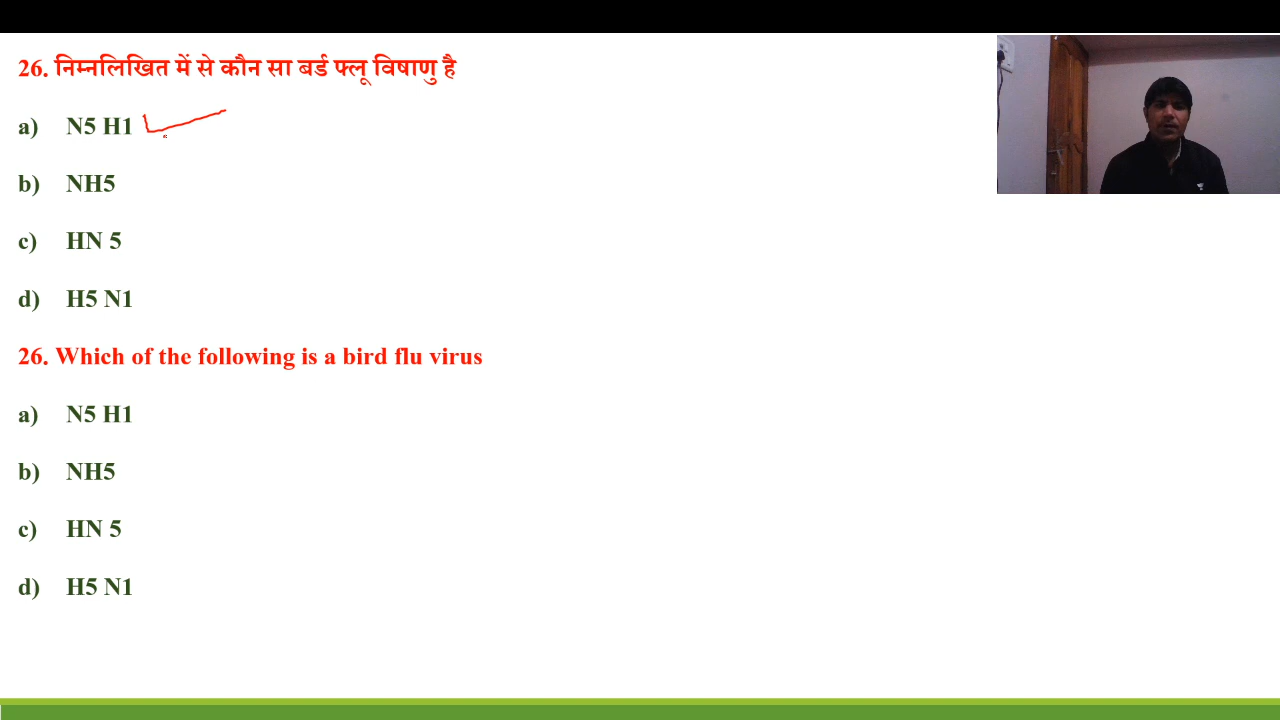 26. निम्नलिखित में से कौन सा बर्ड फ्लू विषाणु है
a) N5 H1
b) NH5
c) HN 5
d) H5 N1
26. Which of the following is a bird flu virus
a) N5 H1
b) NH5
c) HN 5
d) H5 N1